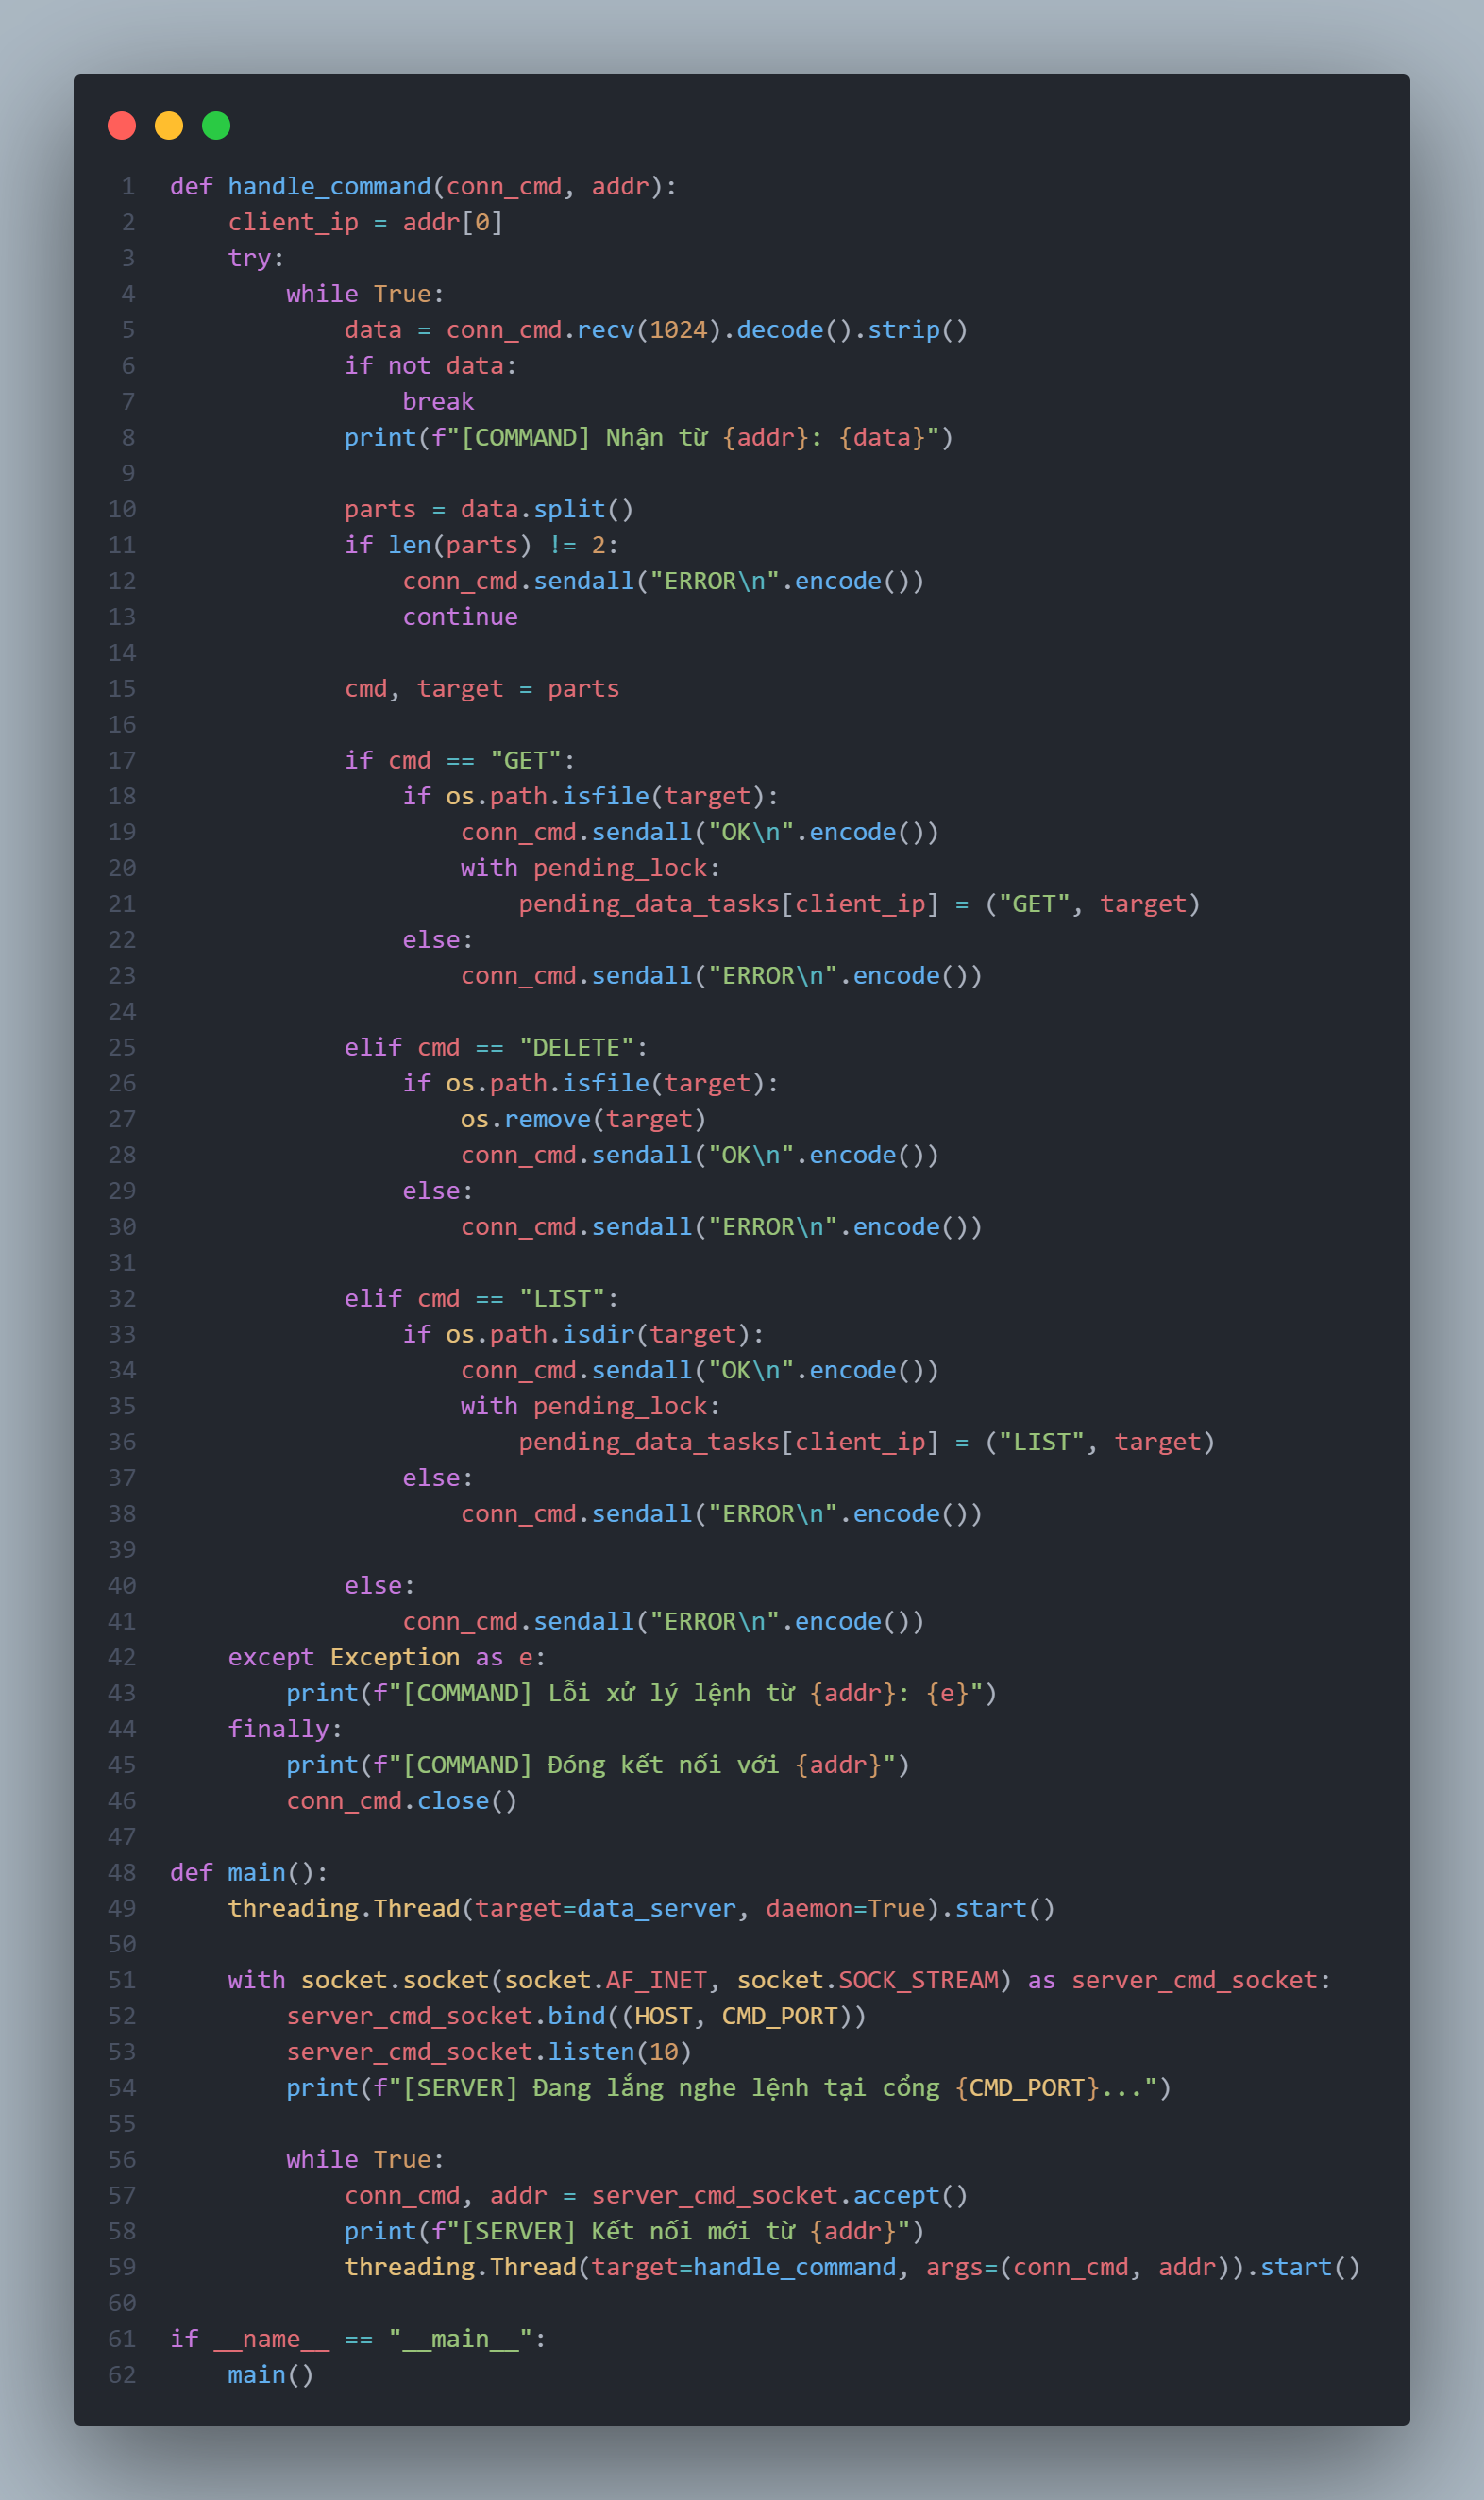 1 def handle_command(conn_cmd, addr):
2     client_ip = addr[0]
3     try:
4         while True:
5             data = conn_cmd.recv(1024).decode().strip()
6             if not data:
7                 break
8             print(f"[COMMAND] Nhận từ {addr}: {data}")
9
10             parts = data.split()
11             if len(parts) != 2:
12                 conn_cmd.sendall("ERROR\n".encode())
13                 continue
14
15             cmd, target = parts
16
17             if cmd == "GET":
18                 if os.path.isfile(target):
19                     conn_cmd.sendall("OK\n".encode())
20                     with pending_lock:
21                         pending_data_tasks[client_ip] = ("GET", target)
22                 else:
23                     conn_cmd.sendall("ERROR\n".encode())
24
25             elif cmd == "DELETE":
26                 if os.path.isfile(target):
27                     os.remove(target)
28                     conn_cmd.sendall("OK\n".encode())
29                 else:
30                     conn_cmd.sendall("ERROR\n".encode())
31
32             elif cmd == "LIST":
33                 if os.path.isdir(target):
34                     conn_cmd.sendall("OK\n".encode())
35                     with pending_lock:
36                         pending_data_tasks[client_ip] = ("LIST", target)
37                 else:
38                     conn_cmd.sendall("ERROR\n".encode())
39
40             else:
41                 conn_cmd.sendall("ERROR\n".encode())
42     except Exception as e:
43         print(f"[COMMAND] Lỗi xử lý lệnh từ {addr}: {e}")
44     finally:
45         print(f"[COMMAND] Đóng kết nối với {addr}")
46         conn_cmd.close()
47
48 def main():
49     threading.Thread(target=data_server, daemon=True).start()
50
51     with socket.socket(socket.AF_INET, socket.SOCK_STREAM) as server_cmd_socket:
52         server_cmd_socket.bind((HOST, CMD_PORT))
53         server_cmd_socket.listen(10)
54         print(f"[SERVER] Đang lắng nghe lệnh tại cổng {CMD_PORT}...")
55
56         while True:
57             conn_cmd, addr = server_cmd_socket.accept()
58             print(f"[SERVER] Kết nối mới từ {addr}")
59             threading.Thread(target=handle_command, args=(conn_cmd, addr)).start()
60
61 if __name__ == "__main__":
62     main()